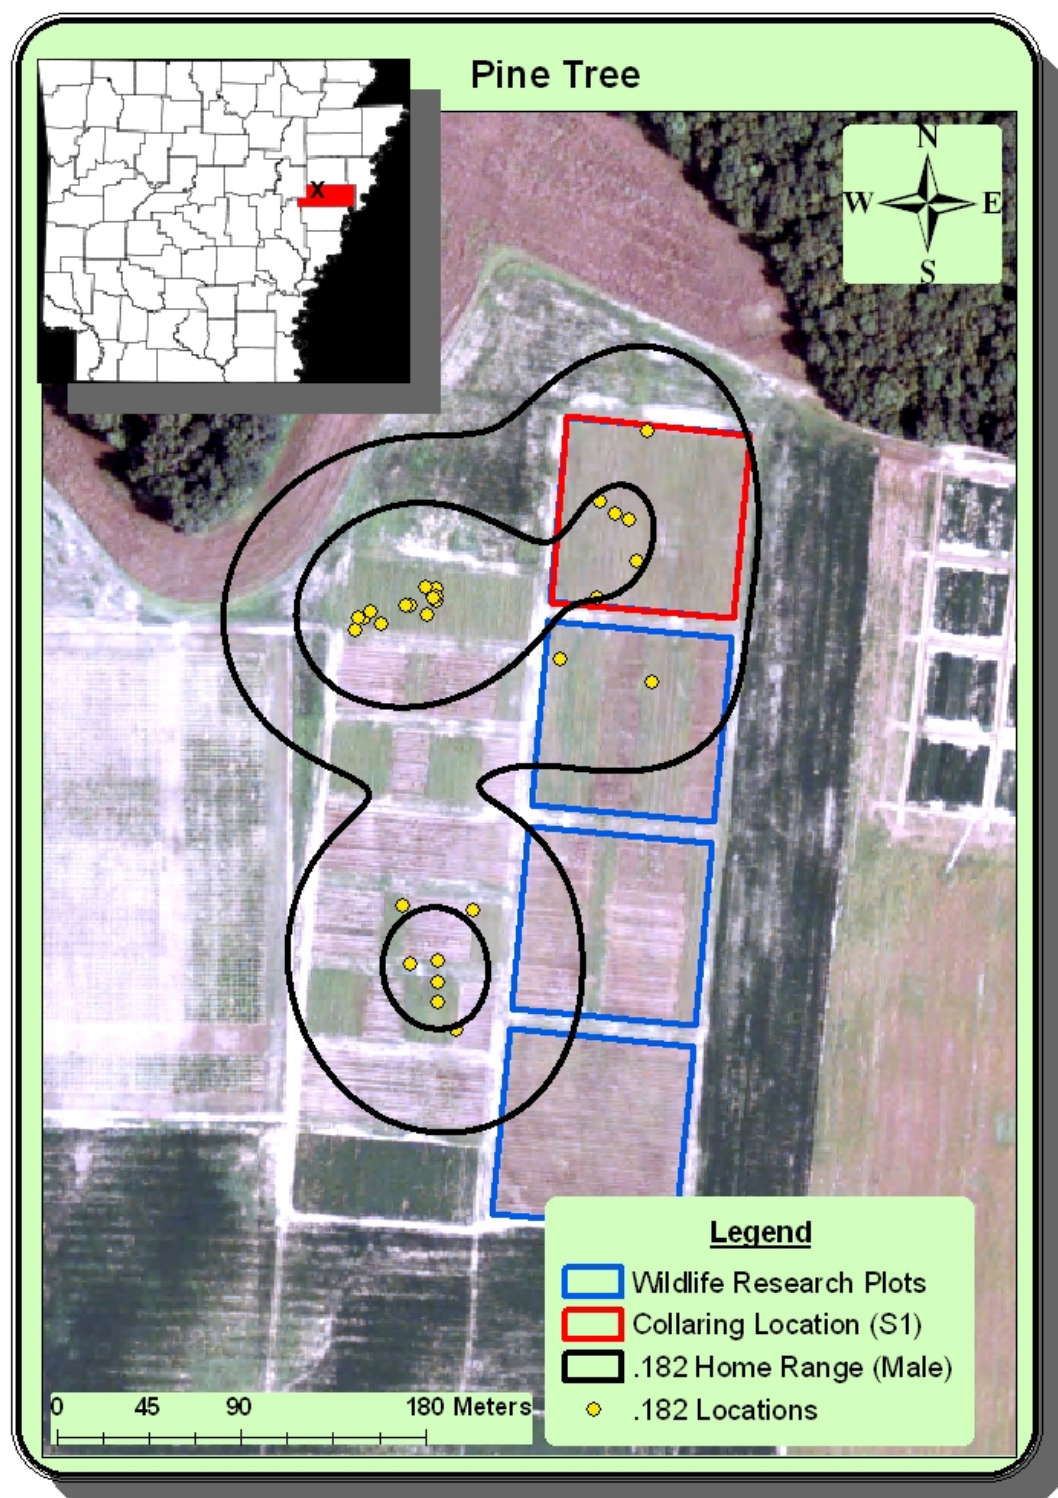 Pine Tree
X
N
W E
S
Legend
Wildlife Research Plots
Collaring Location (S1)
.182 Home Range (Male)
.182 Locations
0 45 90 180 Meters